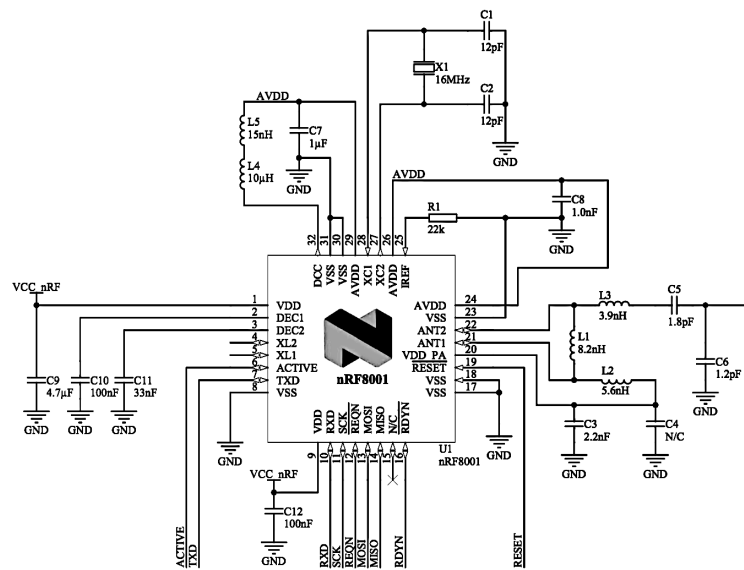 C1
12pF
X1
16MHz
C2
12pF
GND
AVDD
L5
15nH
C7
1μF
L4
10μH
GND
AVDD
C8
1.0nF
R1
22k
GND
32
31
30
29
28
27
26
25
DCC
VSS
VSS
AVDD
XC1
XC2
AVDD
IREF
VCC_nRF
1
VDD
2
DEC1
3
DEC2
4
XL2
5
XL1
6
ACTIVE
7
TXD
8
VSS
AVDD
24
VSS
23
ANT2
22
ANT1
21
VDD_PA
20
RESET
19
VSS
18
VSS
17
nRF8001
L3
3.9nH
C5
1.8pF
L1
8.2nH
L2
5.6nH
C6
1.2pF
GND
C9
4.7μF
GND
C10
100nF
GND
C11
33nF
GND
C3
2.2nF
GND
C4
N/C
GND
GND
GND
VDD
RXD
SCK
REQN
MOSI
MISO
N/C
RDYN
U1
nRF8001
9
10
11
12
13
14
15
16
VCC_nRF
C12
100nF
GND
ACTIVE
TXD
RXD
SCK
REQN
MOSI
MISO
RDYN
RESET